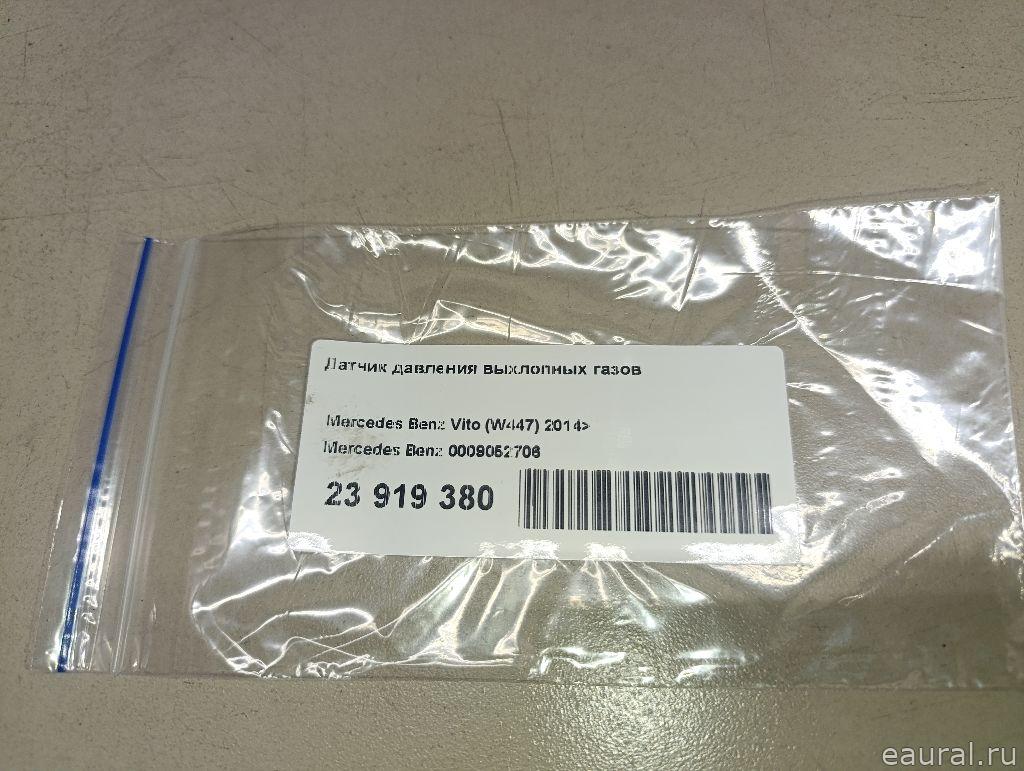 Датчик давления выхлопных газов
Mercedes Benz Vito (W447) 2014>
Mercedes Benz 0009052706
23 919 380
eaural.ru